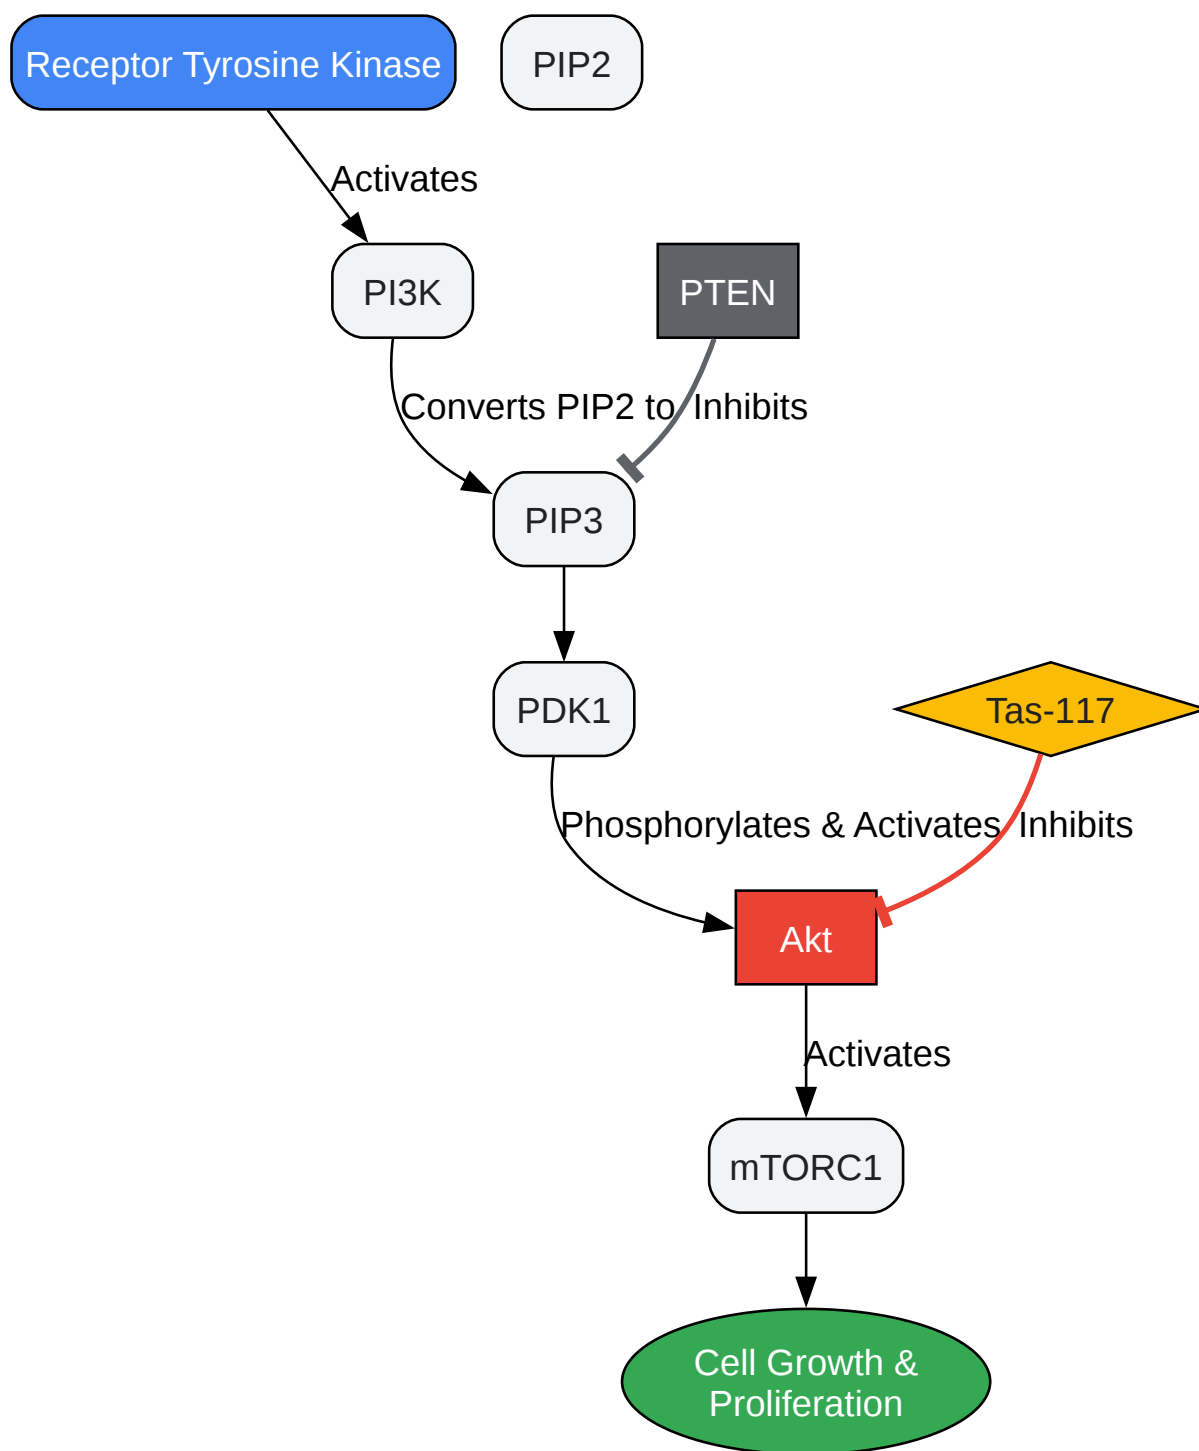 Receptor Tyrosine Kinase
PIP2
Activates
PI3K
PTEN
Converts PIP2 to
Inhibits
PIP3
PDK1
Tas-117
Phosphorylates & Activates
Inhibits
Akt
Activates
mTORC1
Cell Growth &
Proliferation